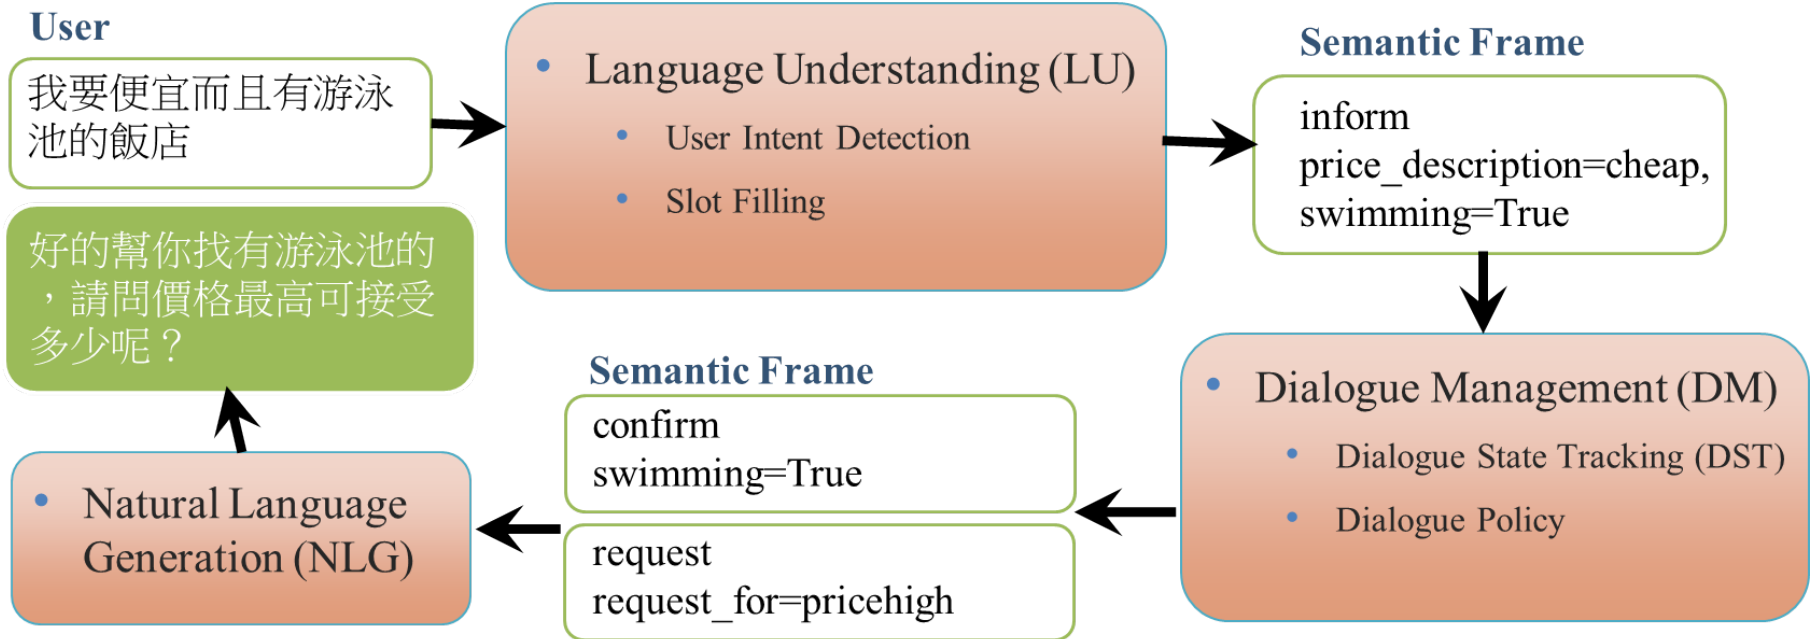 User
我要便宜而且有游泳
池的飯店
Language Understanding (LU)
User Intent Detection
Slot Filling
Semantic Frame
inform
price_description=cheap,
swimming=True
Dialogue Management (DM)
Dialogue State Tracking (DST)
Dialogue Policy
Semantic Frame
confirm
swimming=True
request
request_for=pricehigh
Natural Language
Generation (NLG)
好的幫你找有游泳池的
，請問價格最高可接受
多少呢？